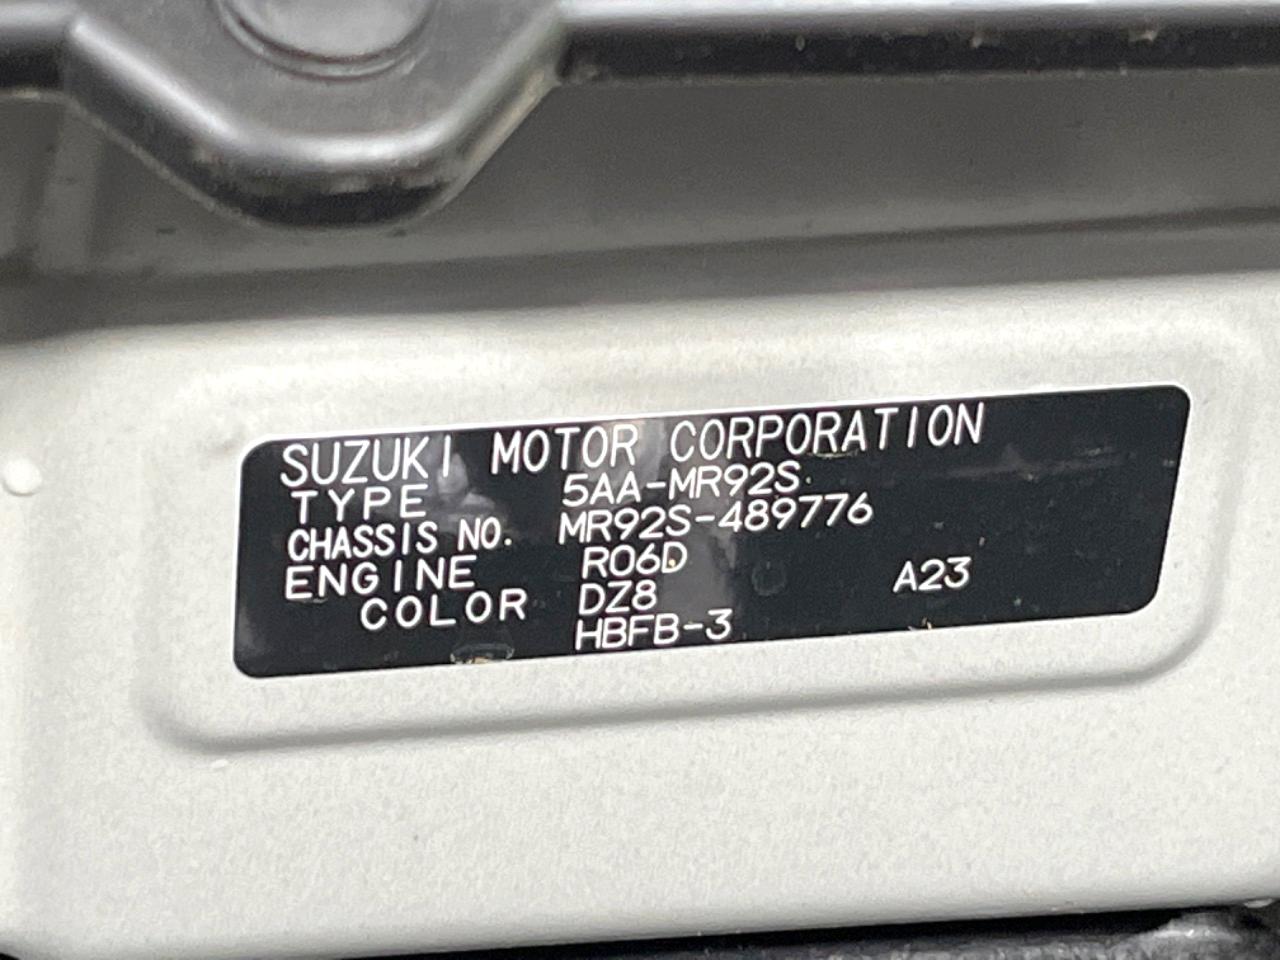 SUZUKI MOTOR CORPORATION
TYPE 5AA-MR92S
CHASSIS NO. MR92S-489776
ENGINE R06D
COLOR DZ8 A23
HBFB-3